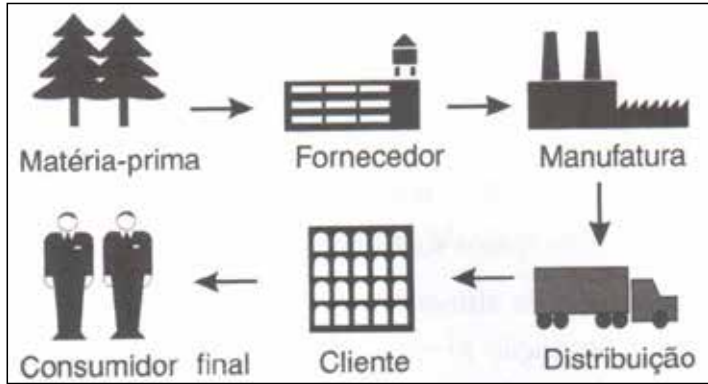 Matéria-prima
Fornecedor
Manufatura
Distribuição
Cliente
Consumidor final